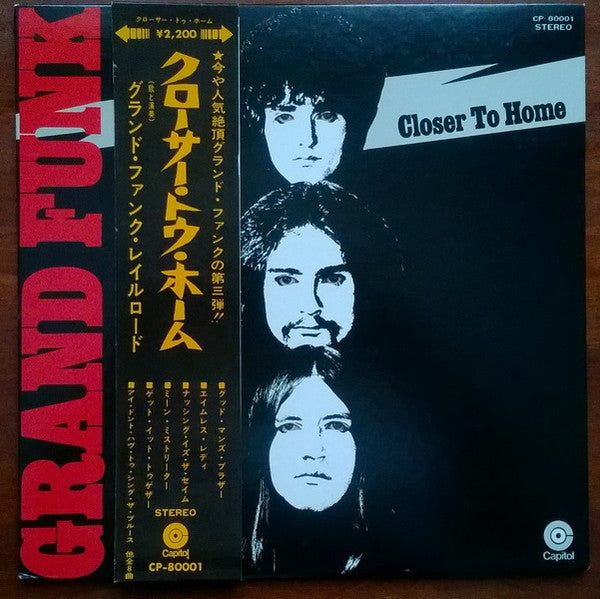 GRAND FUNK
クローサー・トゥ・ホーム
¥2,200
★今や人気絶頂グランド・ファンクの第三弾!!
クローサー・トゥ・ホーム
(歌と演奏)
グランド・ファンク・レイルロード
■グッド・マンズ・ブラザー
■エイムレス・レディ
■ナッシング・イズ・ザ・セイム
■ミーン・ミストリーター
■ゲット・イット・トゥゲザー
■アイ・ドント・ハヴ・トゥ・シング・ザ・ブルース 他全8曲
STEREO
Capitol
CP-80001
CP-80001
STEREO
Closer To Home
Capitol